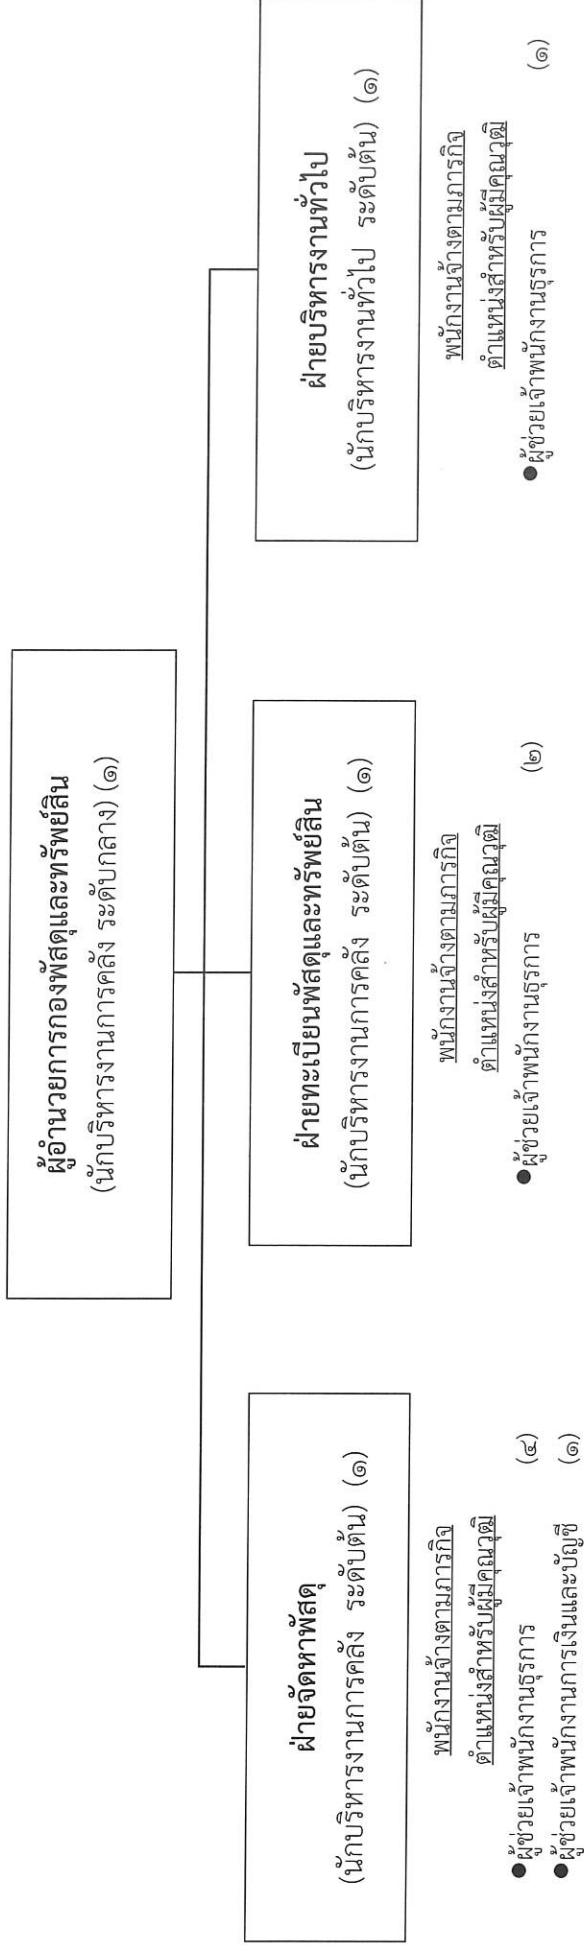 ผู้อำนวยการกองพัสดุและทรัพย์สิน
(นักบริหารงานการคลัง ระดับกลาง) (๑)
ฝ่ายจัดหาพัสดุ
(นักบริหารงานการคลัง ระดับต้น) (๑)
พนักงานจ้างตามภารกิจ
ตำแหน่งสำหรับผู้มีคุณวุฒิ
●ผู้ช่วยเจ้าพนักงานธุรการ (๔)
●ผู้ช่วยเจ้าพนักงานการเงินและบัญชี (๑)
ฝ่ายทะเบียนพัสดุและทรัพย์สิน
(นักบริหารงานการคลัง ระดับต้น) (๑)
พนักงานจ้างตามภารกิจ
ตำแหน่งสำหรับผู้มีคุณวุฒิ
●ผู้ช่วยเจ้าพนักงานธุรการ (๒)
ฝ่ายบริหารงานทั่วไป
(นักบริหารงานทั่วไป ระดับต้น) (๑)
พนักงานจ้างตามภารกิจ
ตำแหน่งสำหรับผู้มีคุณวุฒิ
●ผู้ช่วยเจ้าพนักงานธุรการ (๑)